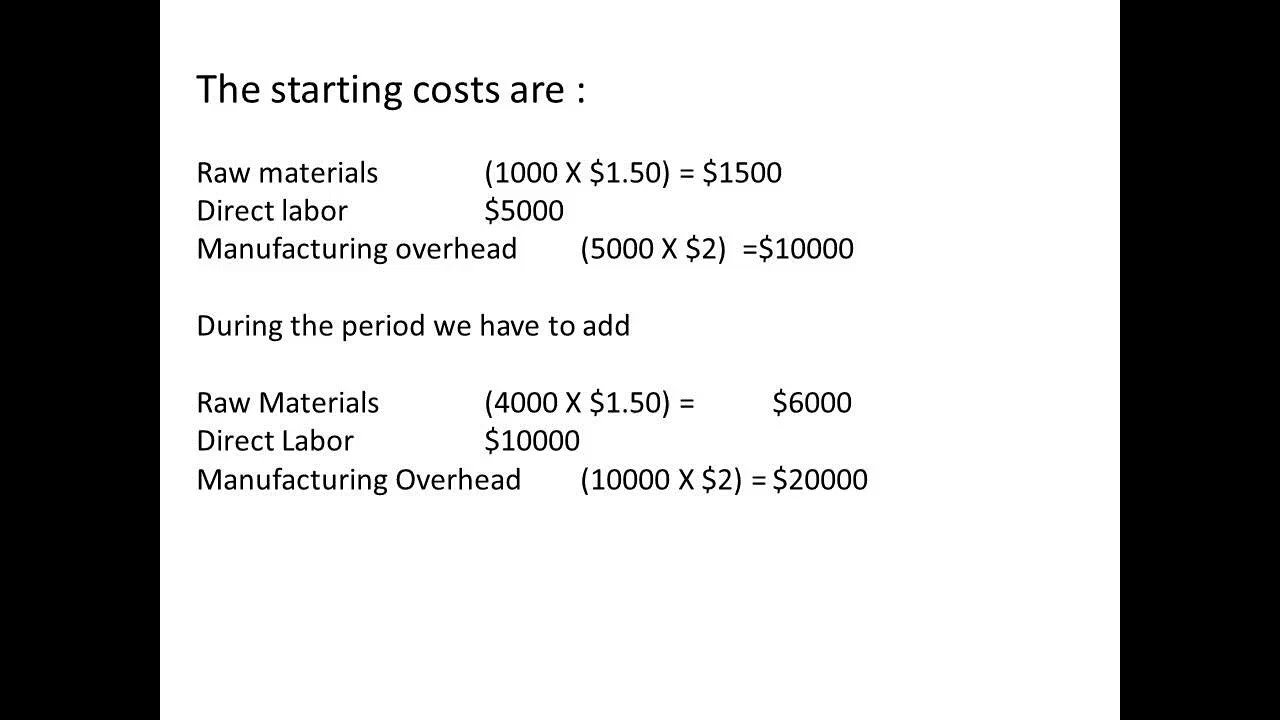 The starting costs are :
Raw materials (1000 X $1.50) = $1500
Direct labor $5000
Manufacturing overhead (5000 X $2) =$10000
During the period we have to add
Raw Materials (4000 X $1.50) = $6000
Direct Labor $10000
Manufacturing Overhead (10000 X $2) = $20000